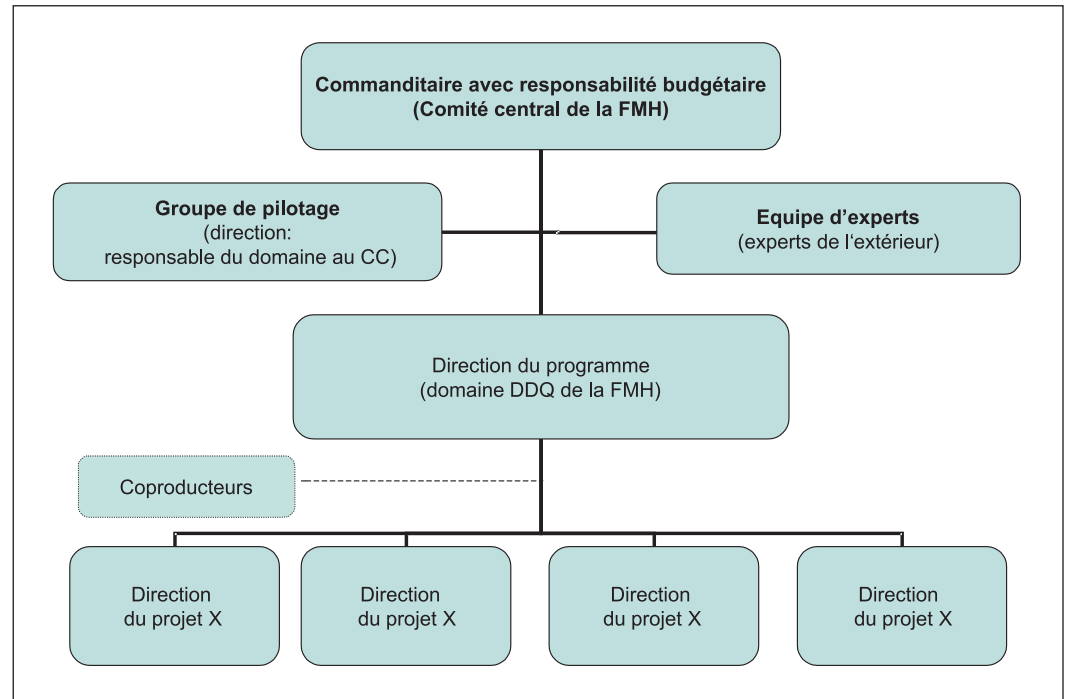 Commanditaire avec responsabilité budgétaire
(Comité central de la FMH)
Groupe de pilotage
(direction:
responsable du domaine au CC)
Equipe d’experts
(experts de l‘extérieur)
Direction du programme
(domaine DDQ de la FMH)
Coproducteurs
Direction
du projet X
Direction
du projet X
Direction
du projet X
Direction
du projet X